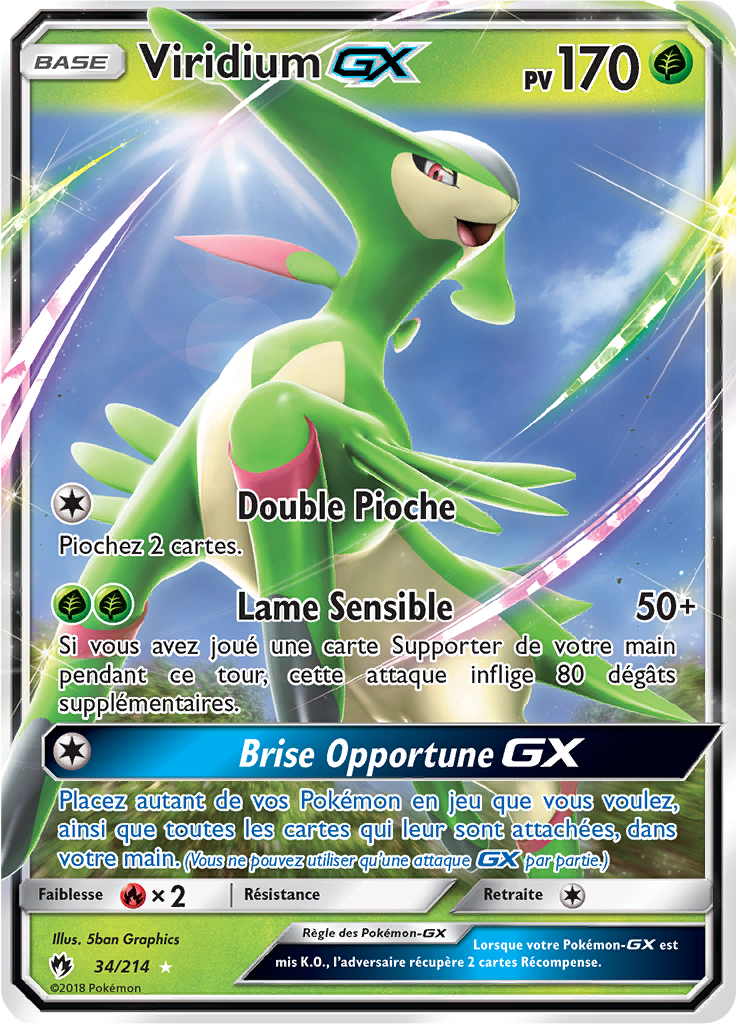 BASE Viridium GX PV 170
Double Pioche
Piochez 2 cartes.
Lame Sensible 50+
Si vous avez joué une carte Supporter de votre main
pendant ce tour, cette attaque inflige 80 dégâts
supplémentaires.
Brise Opportune GX
Placez autant de vos Pokémon en jeu que vous voulez,
ainsi que toutes les cartes qui leur sont attachées, dans
votre main. (Vous ne pouvez utiliser qu'une attaque GX par partie.)
Faiblesse × 2 Résistance Retraite
Illus. 5ban Graphics
34/214
©2018 Pokémon
Règle des Pokémon-GX
Lorsque votre Pokémon-GX est
mis K.O., l'adversaire récupère 2 cartes Récompense.